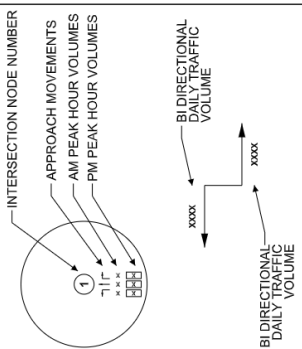 INTERSECTION NODE NUMBER
APPROACH MOVEMENTS
AM PEAK HOUR VOLUMES
PM PEAK HOUR VOLUMES
1
x x x
x x x
BI DIRECTIONAL
DAILY TRAFFIC
VOLUME
xxxx
xxxx
BI DIRECTIONAL
DAILY TRAFFIC
VOLUME